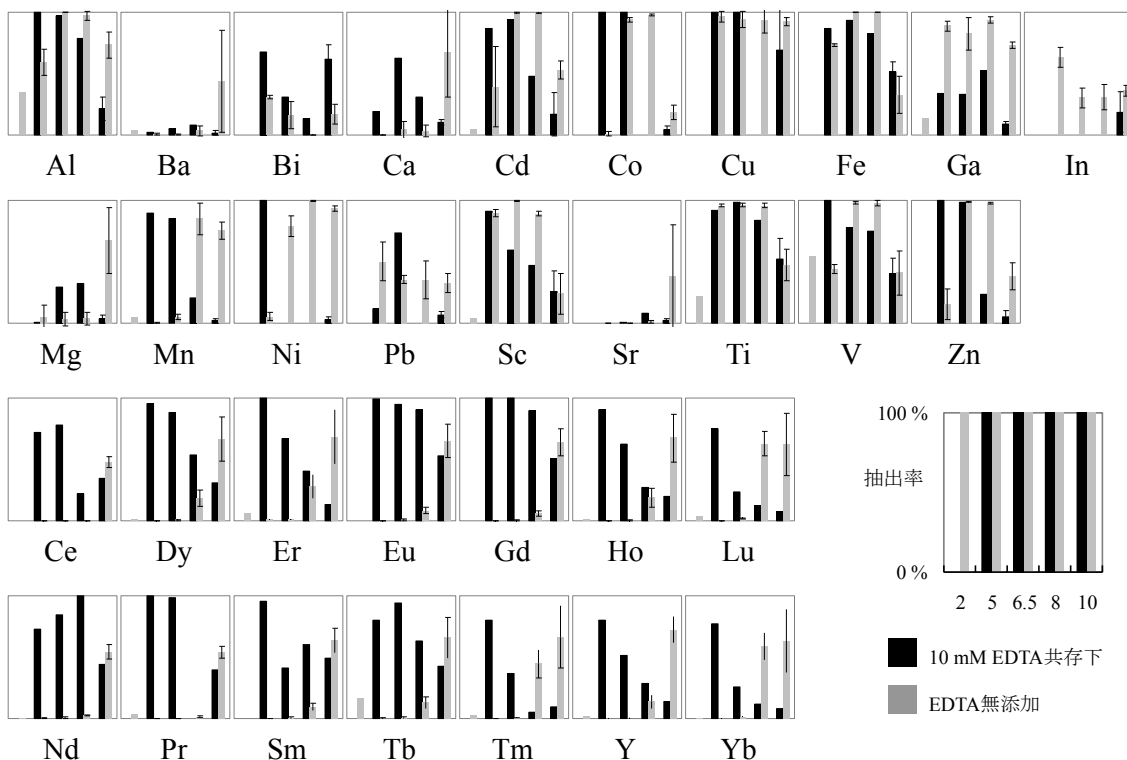 Al Ba Bi Ca Cd Co Cu Fe Ga In
Mg Mn Ni Pb Sc Sr Ti V Zn
Ce Dy Er Eu Gd Ho Lu
Nd Pr Sm Tb Tm Y Yb
100 %
抽出率
0 %
2 5 6.5 8 10
10 mM EDTA共存下
EDTA無添加